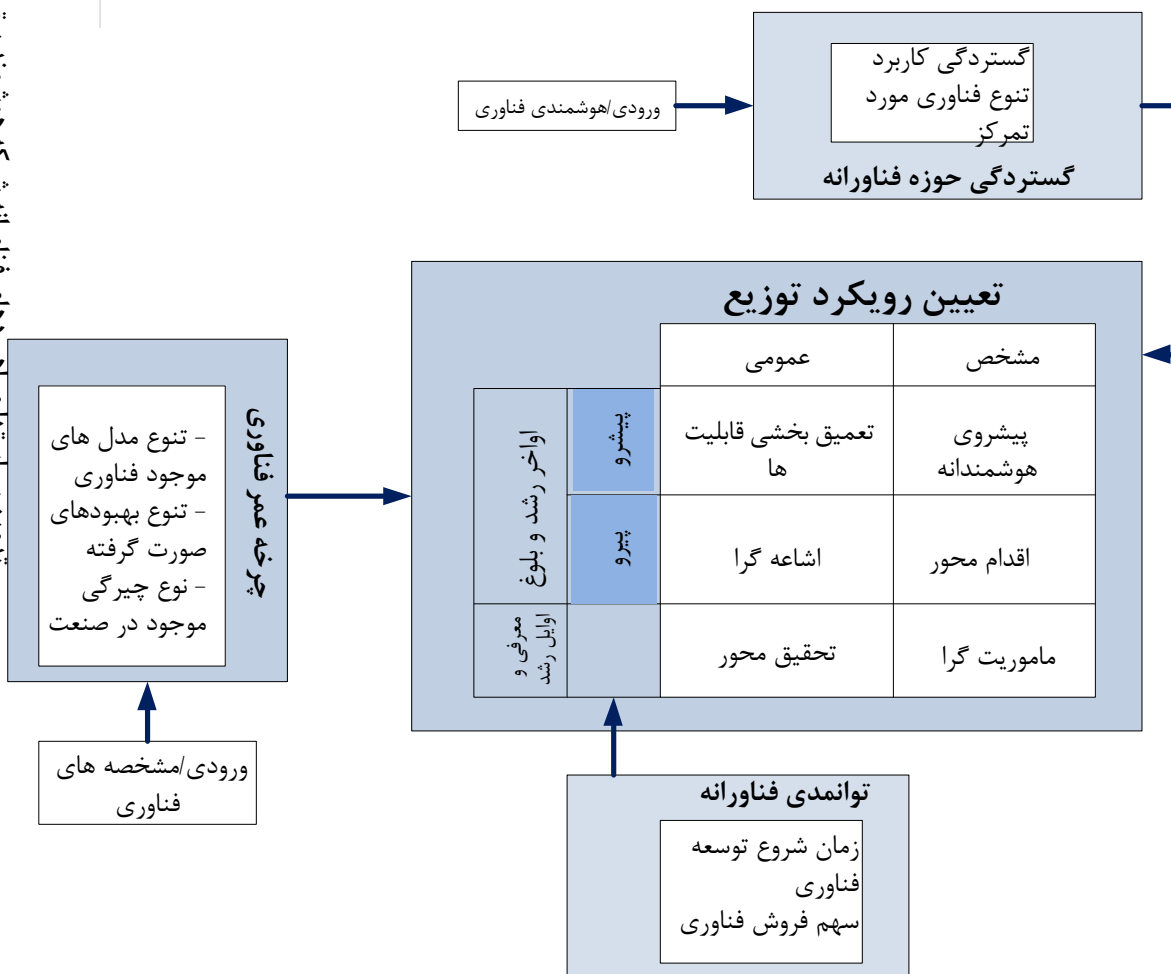 گستردگی کاربرد
تنوع فناوری مورد
تمرکز
گستردگی حوزه فناورانه
ورودی/هوشمندی فناوری
تعیین رویکرد توزیع
مشخص
عمومی
پیشروی
هوشمندانه
تعمیق بخشی قابلیت
ها
پیشرو
اواخر رشد و بلوغ
اقدام محور
اشاعه گرا
پیرو
ماموریت گرا
تحقیق محور
معرفی و
اوایل رشد
چرخه عمر فناوری
- تنوع مدل های
موجود فناوری
- تنوع بهبودهای
صورت گرفته
- نوع چیرگی
موجود در صنعت
ورودی/مشخصه های
فناوری
توانمدی فناورانه
زمان شروع توسعه
فناوری
سهم فروش فناوری